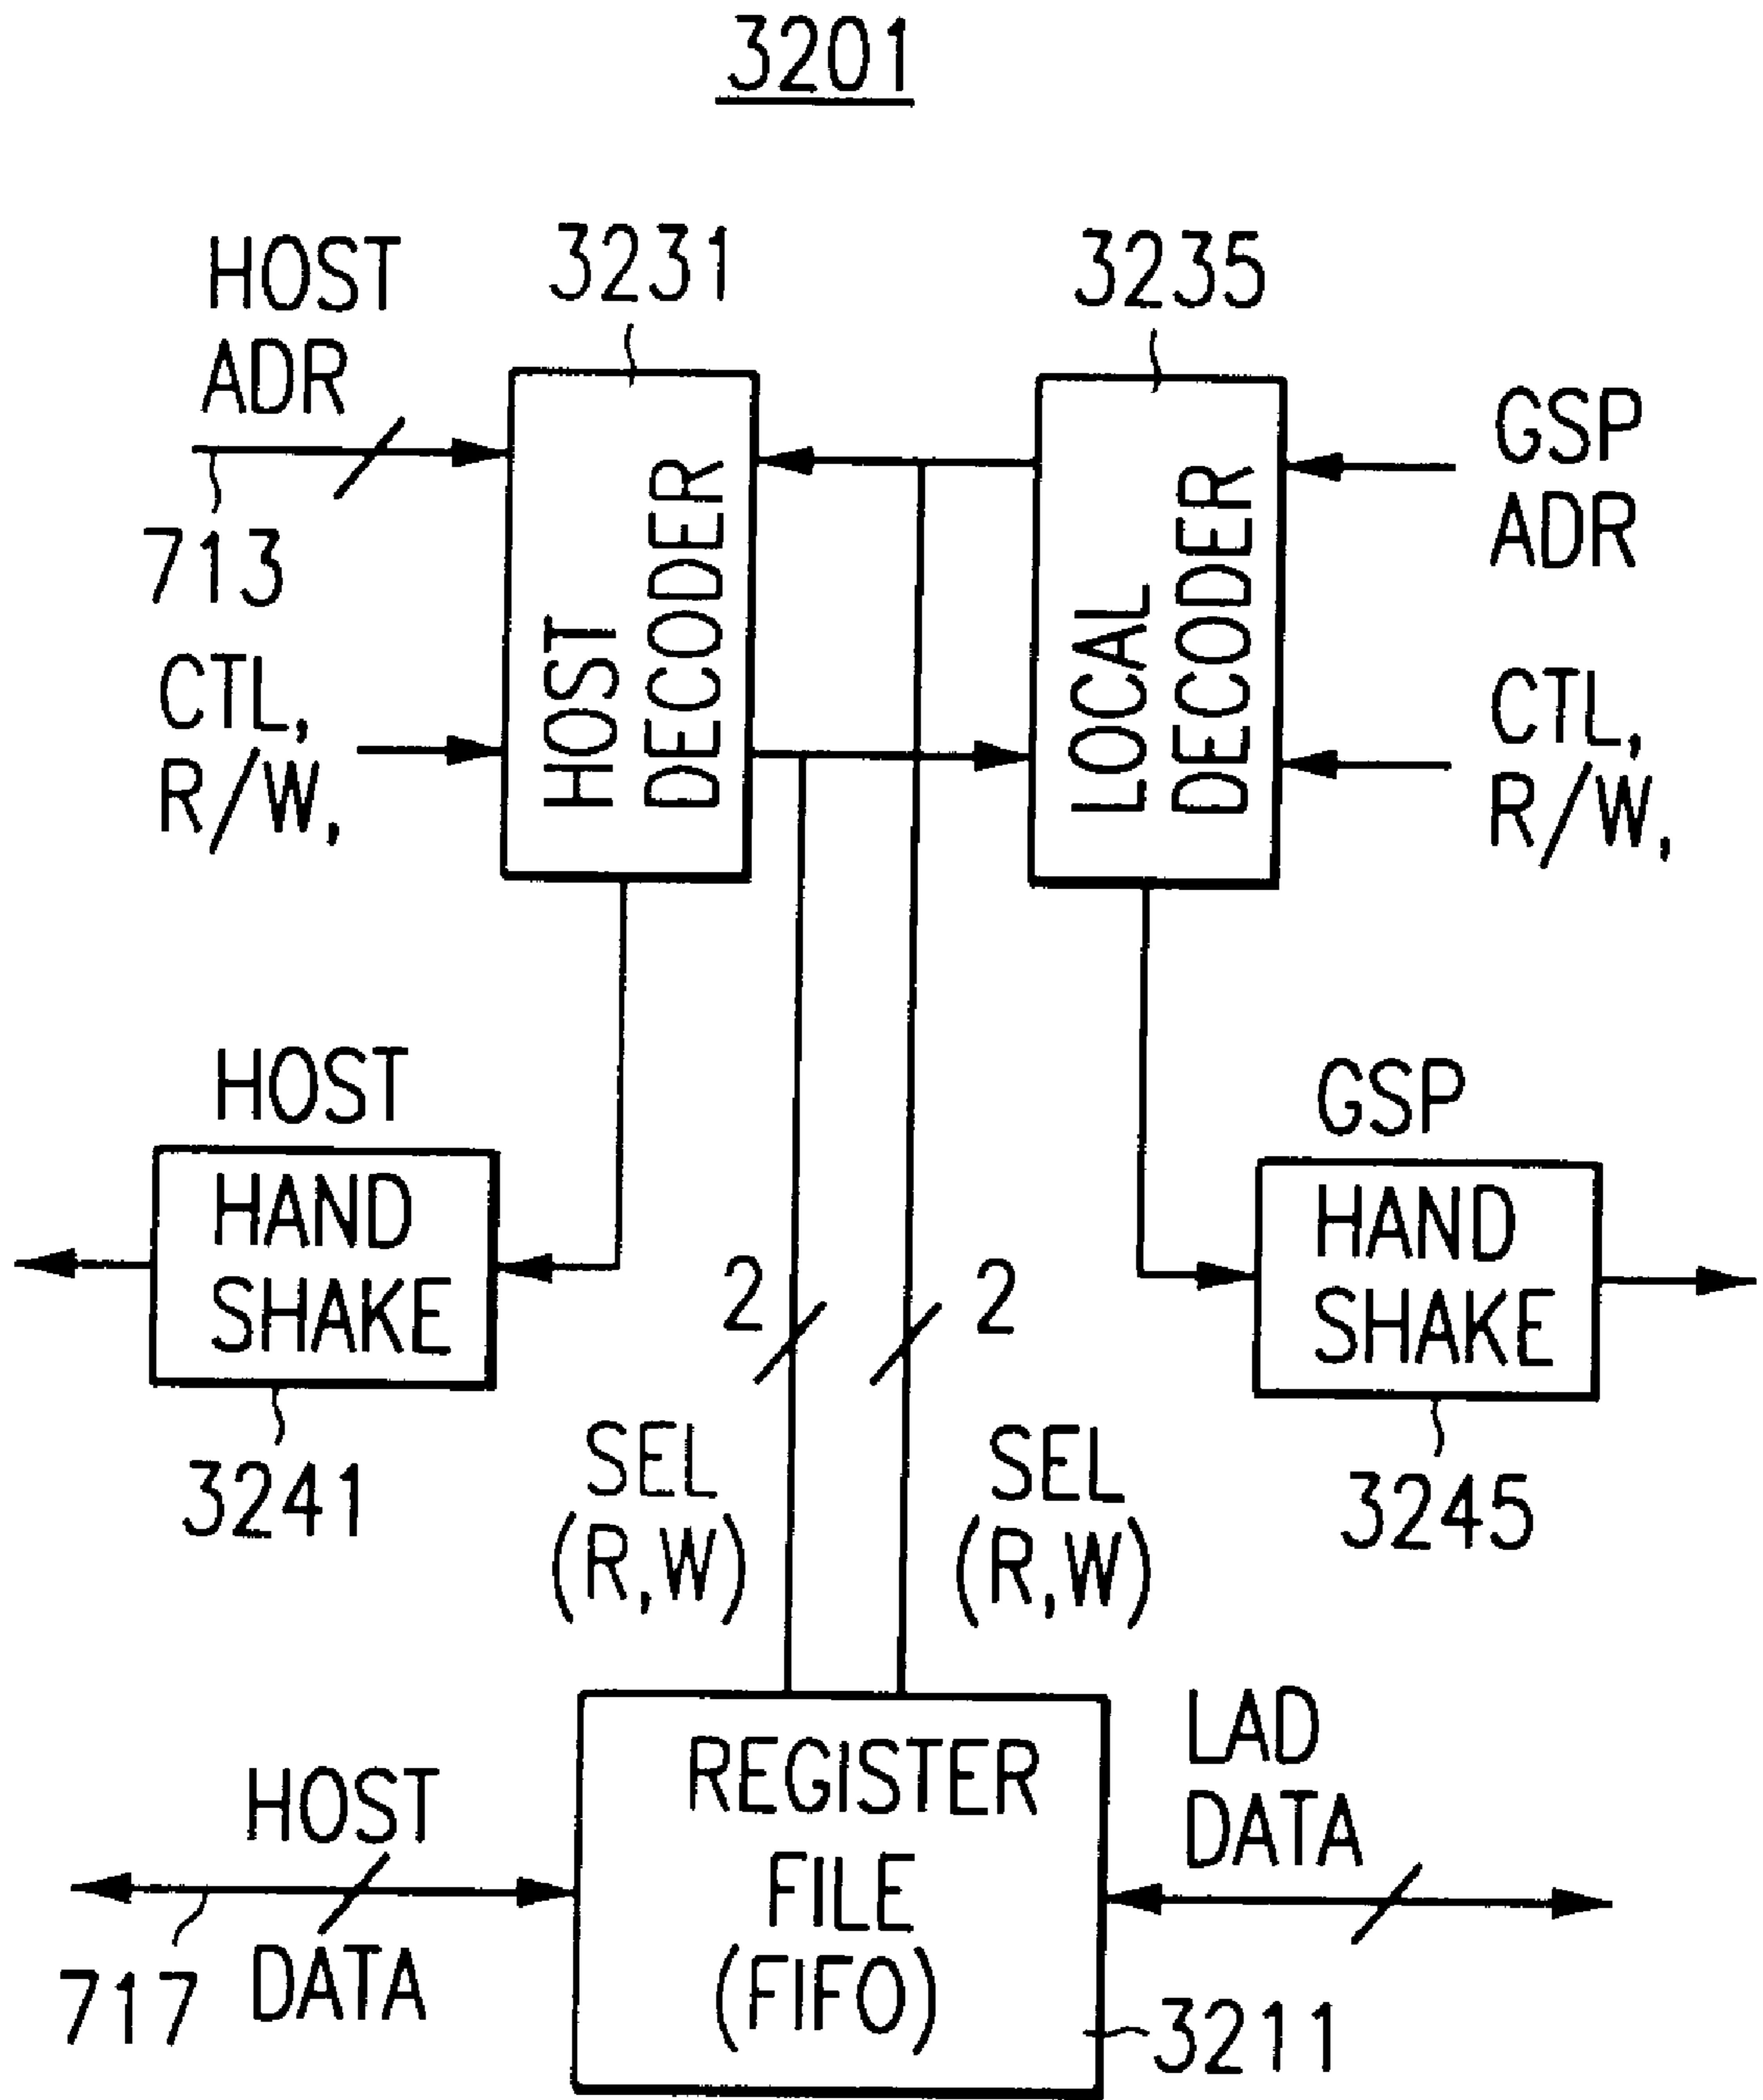 3201
HOST
ADR
3231
3235
GSP
ADR
713
HOST
DECODER
LOCAL
DECODER
CTL,
R/W,
CTL,
R/W,
HOST
HAND
SHAKE
3241
GSP
HAND
SHAKE
3245
2
2
SEL
(R,W)
SEL
(R,W)
HOST
DATA
717
REGISTER
FILE
(FIFO)
LAD
DATA
3211